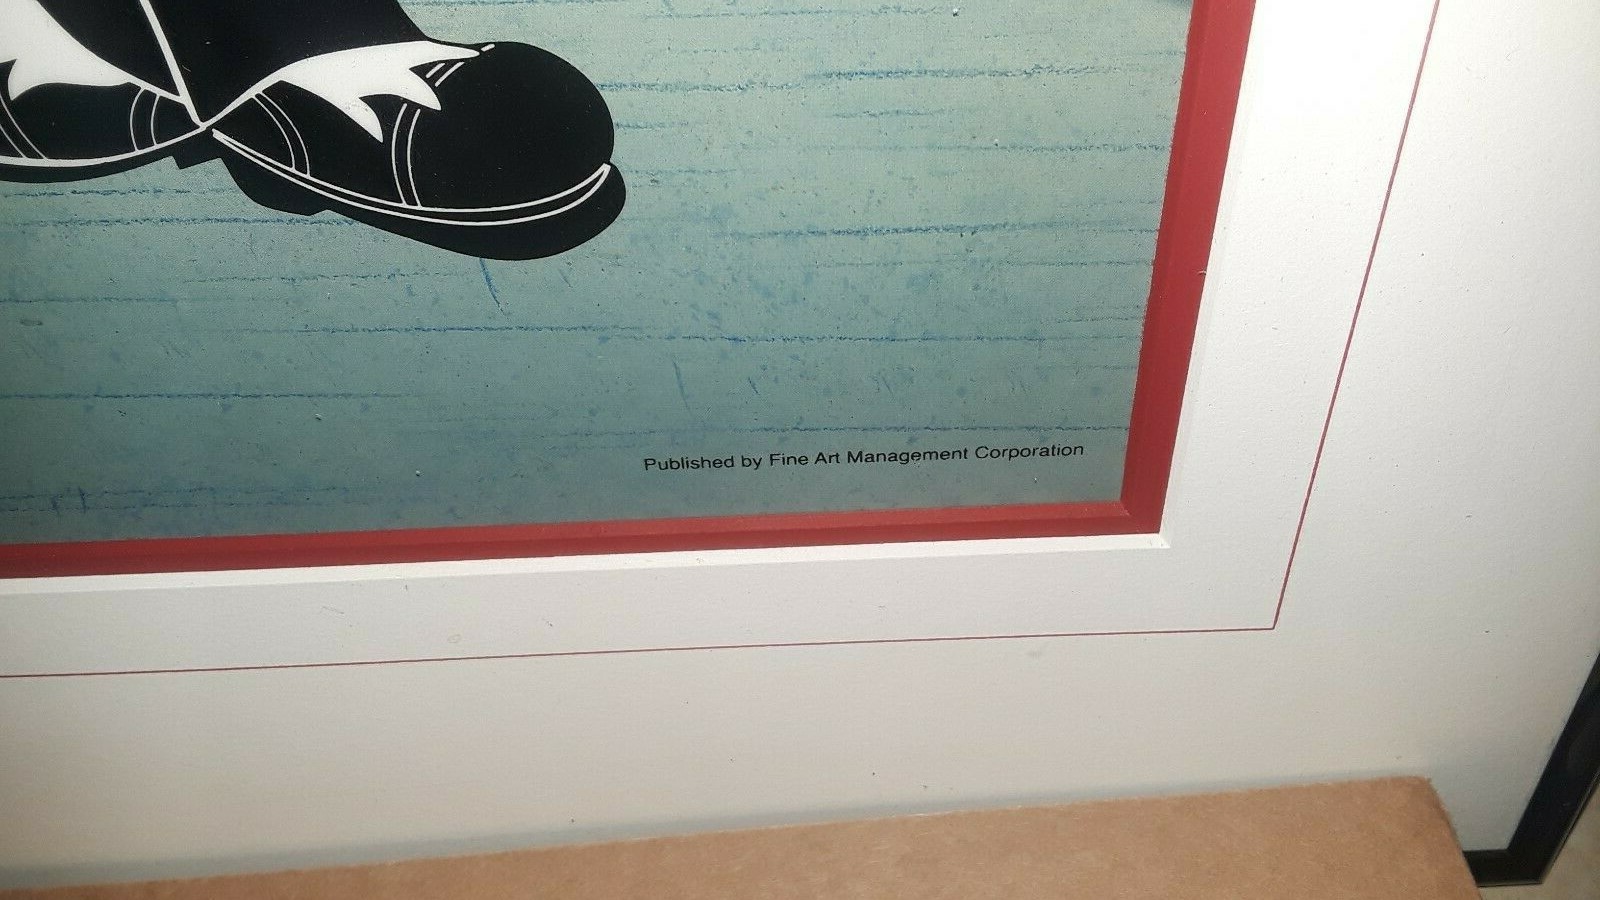 Published by Fine Art Management Corporation